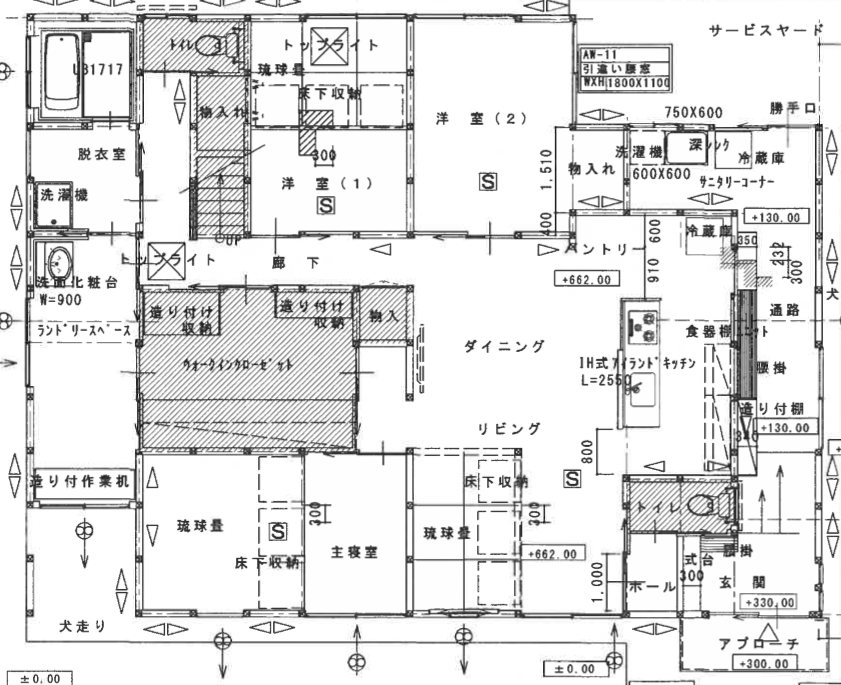 サービスヤード
トイレ
トップライト
琉球畳
AW-11
引違い腰窓
WXH 1800X1100
UB1717
床下収納
物入れ
洋室(2)
750X600
勝手口
洗濯機
深シンク
冷蔵庫
脱衣室
300
1,510
物入れ
600X600
サニタリーコーナー
洋室(1)
S
S
洗濯機
400
+130.00
UP
パントリー
600
冷蔵庫
350
トップライト
廊下
232
洗面化粧台
W=900
+662.00
910
300
犬
造り付け
収納
造り付け
収納
物入
通路
ランドリースペース
ダイニング
食器棚ユニット
ウォークインクローゼット
IH式アイランドキッチン
L=2550
腰掛
リビング
造り付棚
+130.00
800
340
造り付作業机
床下収納
S
トイレ
琉球畳
S
300
300
琉球畳
床下収納
主寝室
+662.00
腰掛
式台
300
ホール
玄関
1,000
+330.00
犬走り
アプローチ
+300.00
±0.00
±0.00